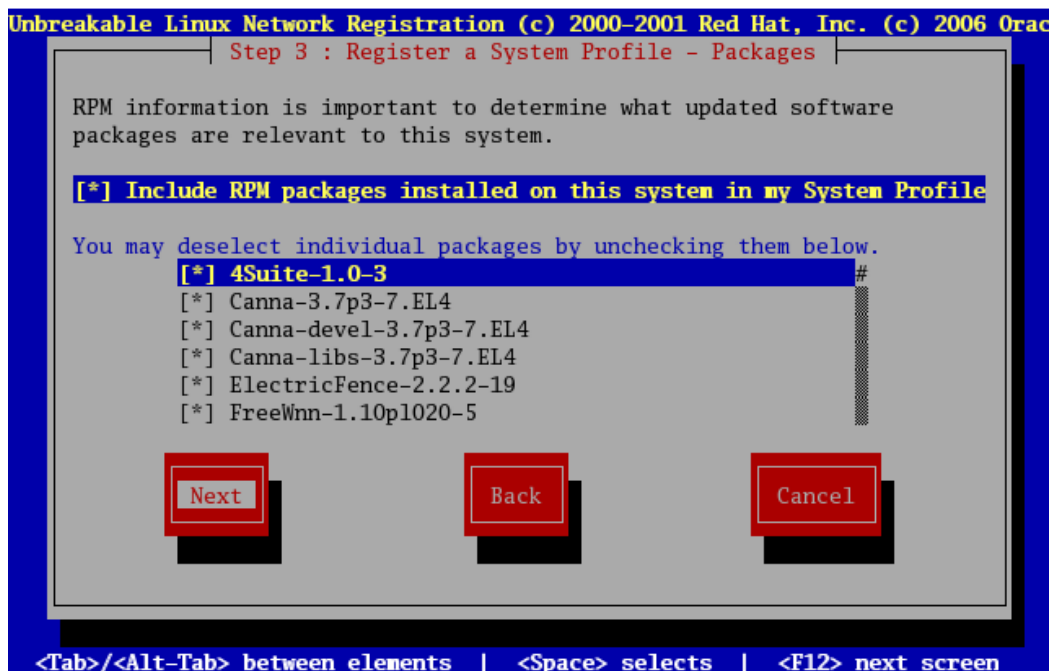 Unbreakable Linux Network Registration (c) 2000-2001 Red Hat, Inc. (c) 2006 Orac
Step 3 : Register a System Profile - Packages
RPM information is important to determine what updated software
packages are relevant to this system.
[*] Include RPM packages installed on this system in my System Profile
You may deselect individual packages by unchecking them below.
[*] 4Suite-1.0-3 #
[*] Canna-3.7p3-7.EL4
[*] Canna-devel-3.7p3-7.EL4
[*] Canna-libs-3.7p3-7.EL4
[*] ElectricFence-2.2.2-19
[*] FreeWnn-1.10pl020-5
Next Back Cancel
<Tab>/<Alt-Tab> between elements | <Space> selects | <F12> next screen